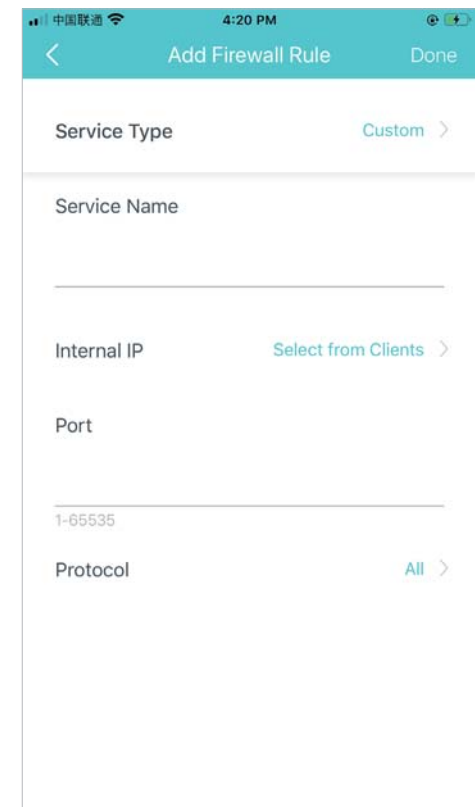 中国联通 4:20 PM
Add Firewall Rule Done
Service Type Custom
Service Name
Internal IP Select from Clients
Port
1-65535
Protocol All